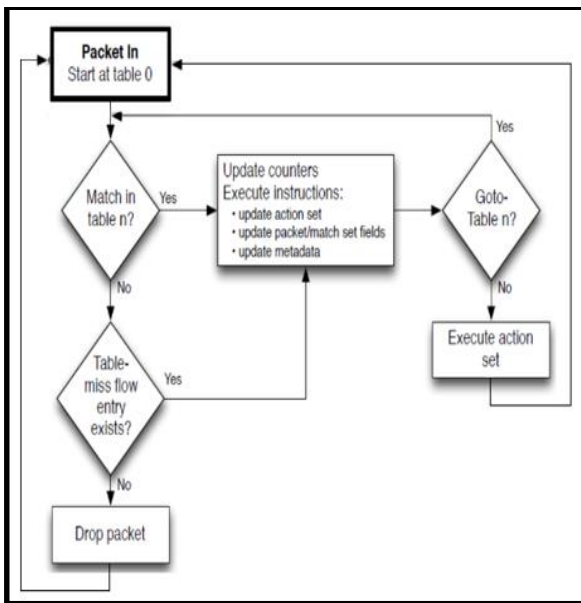 Packet In
Start at table 0
Yes
Match in
table n?
Yes
Update counters
Execute instructions:
• update action set
• update packet/match set fields
• update metadata
Goto-
Table n?
No
No
Execute action
set
Table-
miss flow
entry
exists?
Yes
No
Drop packet